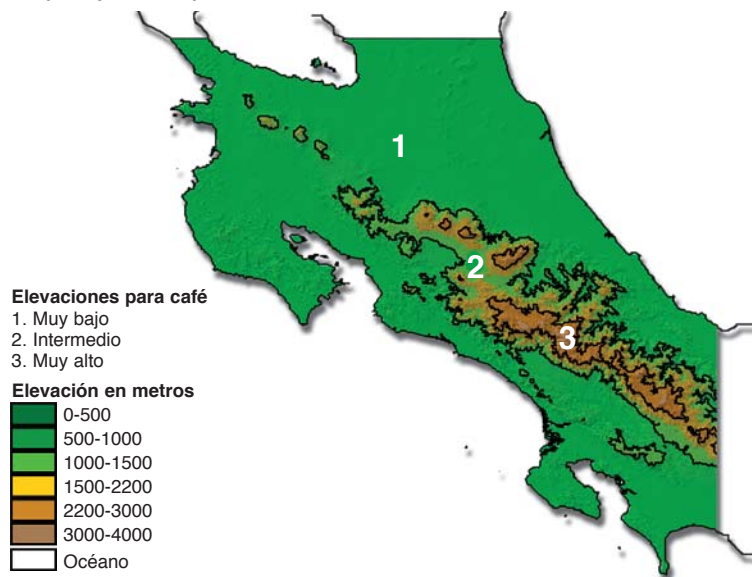 1
2
3
Elevaciones para café
1. Muy bajo
2. Intermedio
3. Muy alto
Elevación en metros
0-500
500-1000
1000-1500
1500-2200
2200-3000
3000-4000
Océano